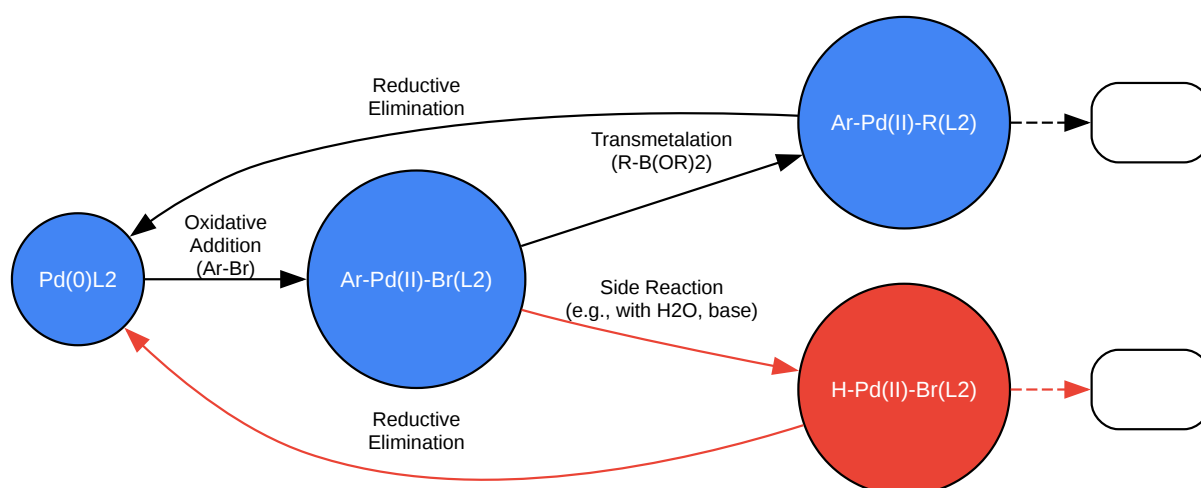 Reductive
Elimination
Ar-Pd(II)-R(L2)
Transmetalation
(R-B(OR)2)
Oxidative
Addition
(Ar-Br)
Pd(0)L2
Ar-Pd(II)-Br(L2)
Side Reaction
(e.g., with H2O, base)
H-Pd(II)-Br(L2)
Reductive
Elimination